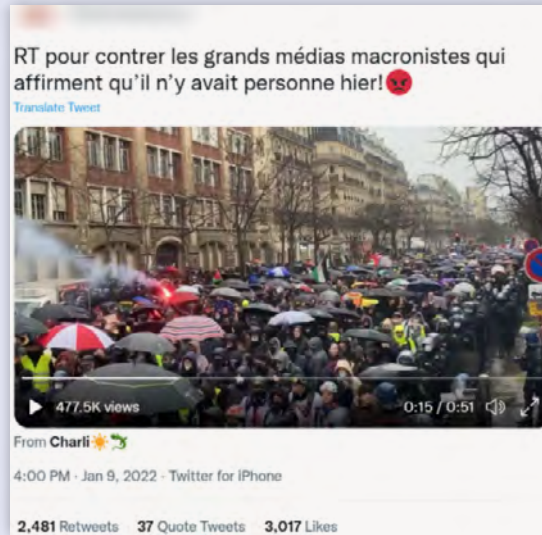 RT pour contrer les grands médias macronistes qui
affirment qu'il n'y avait personne hier!😡
Translate Tweet
477.5K views
0:15 / 0:51
From Charli☀️🦖
4:00 PM · Jan 9, 2022 · Twitter for iPhone
2,481 Retweets 37 Quote Tweets 3,017 Likes